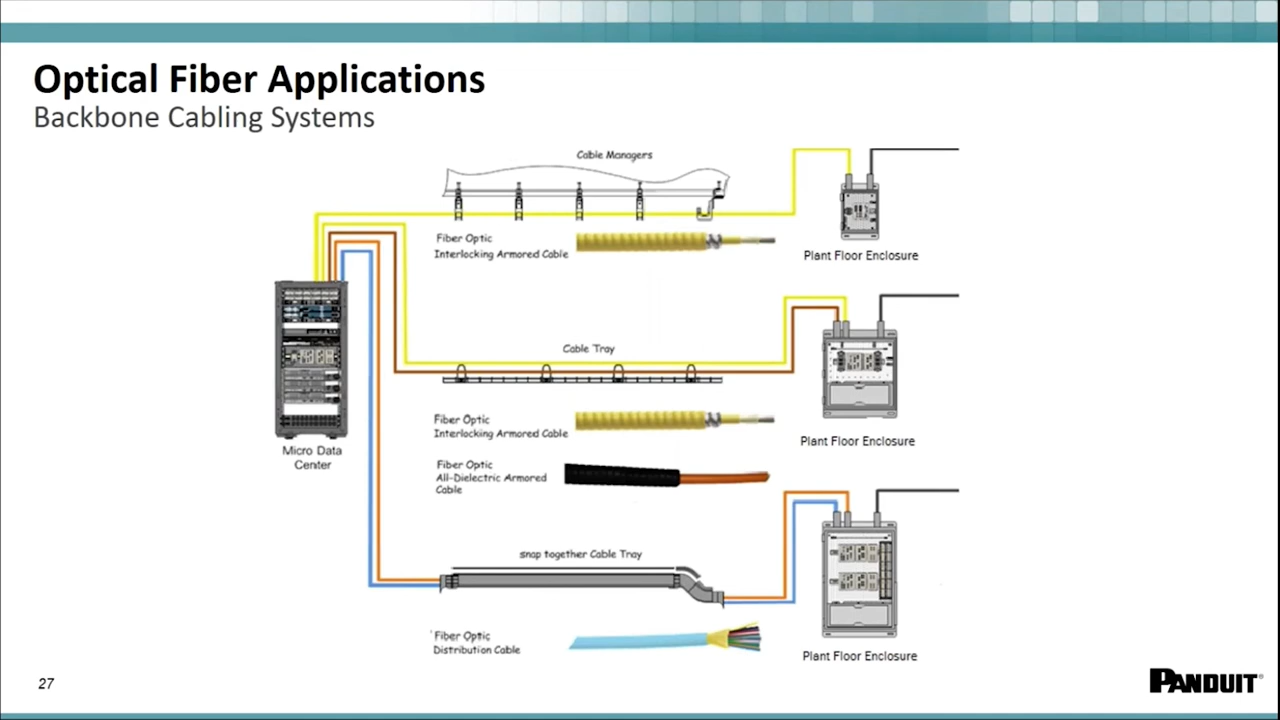 Optical Fiber Applications
Backbone Cabling Systems
Cable Managers
Fiber Optic
Interlocking Armored Cable
Plant Floor Enclosure
Cable Tray
Fiber Optic
Interlocking Armored Cable
Plant Floor Enclosure
Micro Data
Center
Fiber Optic
All-Dielectric Armored
Cable
snap together Cable Tray
Fiber Optic
Distribution Cable
Plant Floor Enclosure
27
PANDUIT